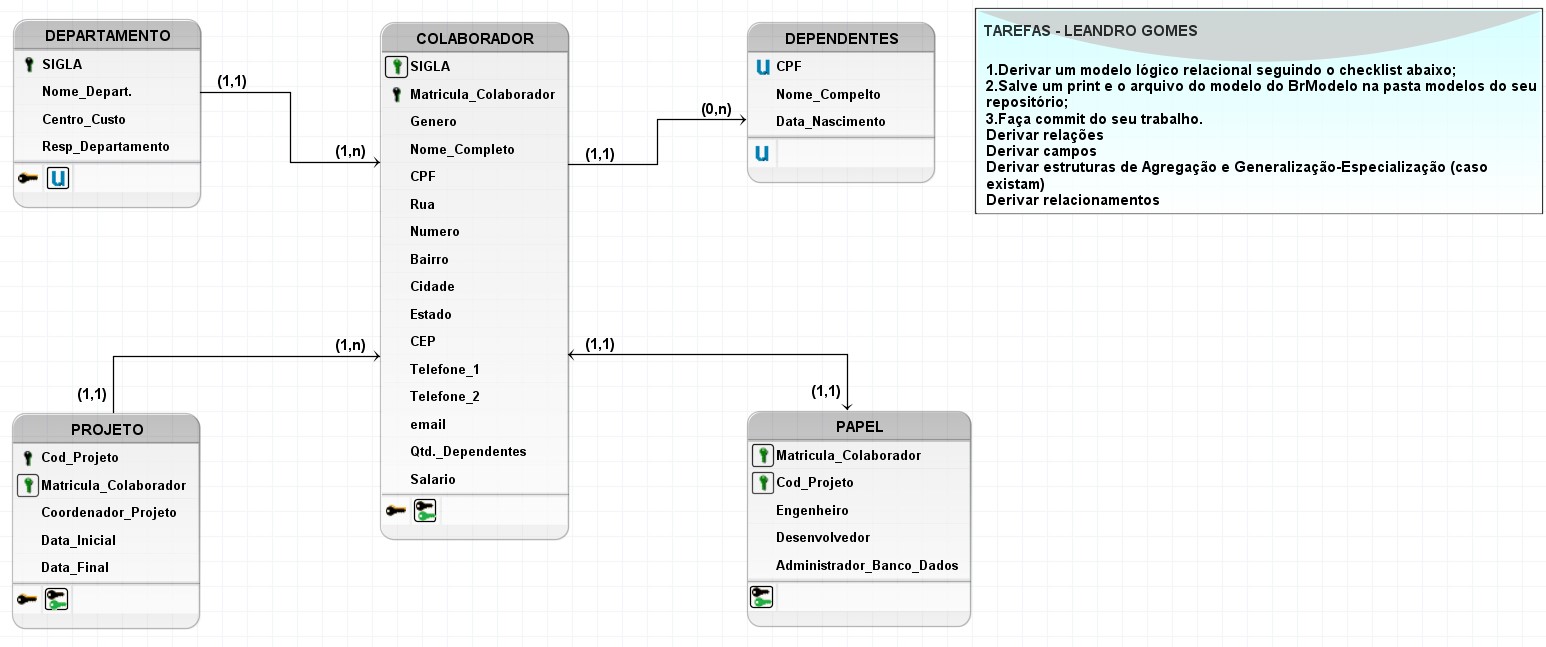 DEPARTAMENTO
SIGLA
Nome_Depart.
Centro_Custo
Resp_Departamento
(1,1)
(1,n)
COLABORADOR
SIGLA
Matricula_Colaborador
Genero
Nome_Completo
CPF
Rua
Numero
Bairro
Cidade
Estado
CEP
Telefone_1
Telefone_2
email
Qtd._Dependentes
Salario
(1,1)
(0,n)
DEPENDENTES
CPF
Nome_Compelto
Data_Nascimento
TAREFAS - LEANDRO GOMES
1.Derivar um modelo lógico relacional seguindo o checklist abaixo;
2.Salve um print e o arquivo do modelo do BrModelo na pasta modelos do seu
repositório;
3.Faça commit do seu trabalho.
Derivar relações
Derivar campos
Derivar estruturas de Agregação e Generalização-Especialização (caso
existam)
Derivar relacionamentos
(1,n)
(1,1)
PROJETO
Cod_Projeto
Matricula_Colaborador
Coordenador_Projeto
Data_Inicial
Data_Final
(1,1)
(1,1)
PAPEL
Matricula_Colaborador
Cod_Projeto
Engenheiro
Desenvolvedor
Administrador_Banco_Dados